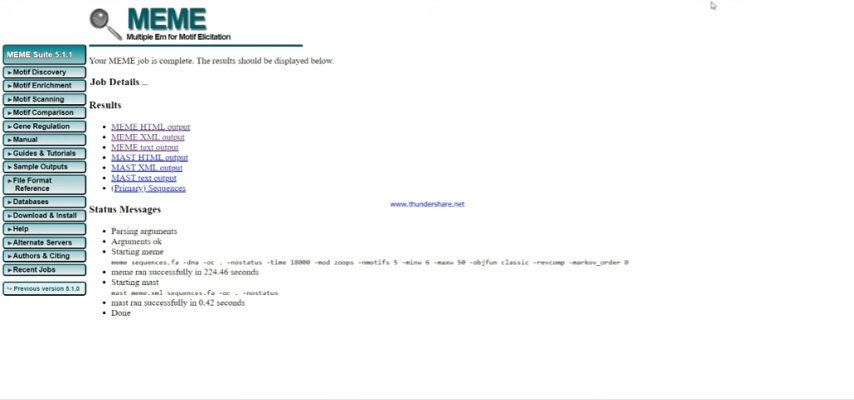 MEME
Multiple Em for Motif Elicitation
MEME Suite 5.1.1
Motif Discovery
Motif Enrichment
Motif Scanning
Motif Comparison
Gene Regulation
Manual
Guides & Tutorials
Sample Outputs
File Format
Reference
Databases
Download & Install
Help
Alternate Servers
Authors & Citing
Recent Jobs
Previous version 5.1.0
Your MEME job is complete. The results should be displayed below.
Job Details ...
Results
MEME HTML output
MEME XML output
MEME text output
MAST HTML output
MAST XML output
MAST text output
(Primary) Sequences
www.thundershare.net
Status Messages
Parsing arguments
Arguments ok
Starting meme
meme sequences.fa -dna -oc . -nostatus -time 18000 -mod zoops -nmotifs 5 -minw 6 -maxw 50 -objfun classic -revcomp -markov_order 0
meme ran successfully in 224.46 seconds
Starting mast
mast meme.xml sequences.fa -oc . -nostatus
mast ran successfully in 0.42 seconds
Done